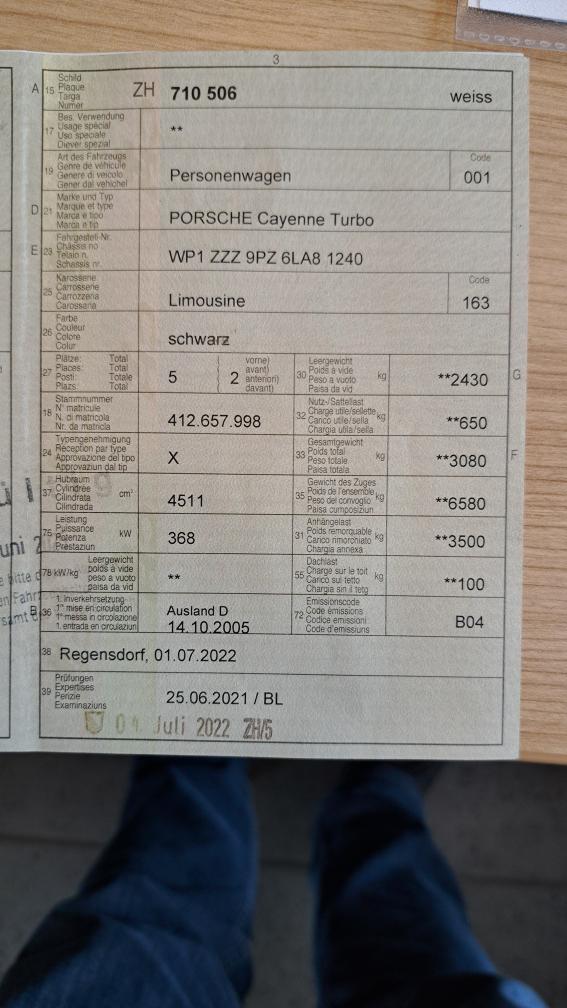 3
A 15 Schild ZH 710 506 weiss
Plaque
Targa
Numer
17 Bes. Verwendung **
Usage spécial
Uso speciale
Diever spezial
19 Art des Fahrzeugs Personenwagen Code 001
Genre de véhicule
Genere di veicolo
Gener dal vehichel
D 21 Marke und Typ PORSCHE Cayenne Turbo
Marque et type
Marca e tipo
Marca e tip
E 23 Fahrgestell-Nr. WP1 ZZZ 9PZ 6LA8 1240
Châssis no
Telaio n.
Schassis nr.
25 Karosserie Limousine Code 163
Carrosserie
Carrozzeria
Carossaria
26 Farbe schwarz
Couleur
Colore
Colur
27 Plätze: Total 5 2 vorne)
Places: Total avant)
Posti: Totale anteriori)
Plazs: Total davant)
30 Leergewicht kg **2430 G
Poids à vide
Peso a vuoto
Paisa da vid
18 Stammnummer 412.657.998
N° matricule
N. di matricola
Nr. da matricla
32 Nutz-/Sattellast kg **650
Charge utile/sellette
Carico utile/sella
Chargia utila/sella
24 Typengenehmigung X
Réception par type
Approvazione del tipo
Approvaziun dal tip
33 Gesamtgewicht kg **3080 F
Poids total
Peso totale
Paisa totala
37 Hubraum cm³ 4511
Cylindrée
Cilindrata
Cilindrada
35 Gewicht des Zuges kg **6580
Poids de l'ensemble
Peso del convoglio
Paisa cumposiziun
76 Leistung kW 368
Puissance
Potenza
Prestaziun
31 Anhängelast kg **3500
Poids remorquable
Carico rimorchiato
Chargia annexa
78 kW/kg Leergewicht **
poids à vide
peso a vuoto
paisa da vid
55 Dachlast kg **100
Charge sur le toit
Carico sul tetto
Chargia sin il tetg
B 36 1. Inverkehrsetzung Ausland D
1re mise en circulation 14.10.2005
1a messa in circolazione
1. entrada en circulaziun
72 Emissionscode B04
Code émissions
Codice emissioni
Code d'emissiuns
38 Regensdorf, 01.07.2022
39 Prüfungen 25.06.2021 / BL
Expertises
Perizie
Examinaziuns
04. Juli 2022 ZH/5